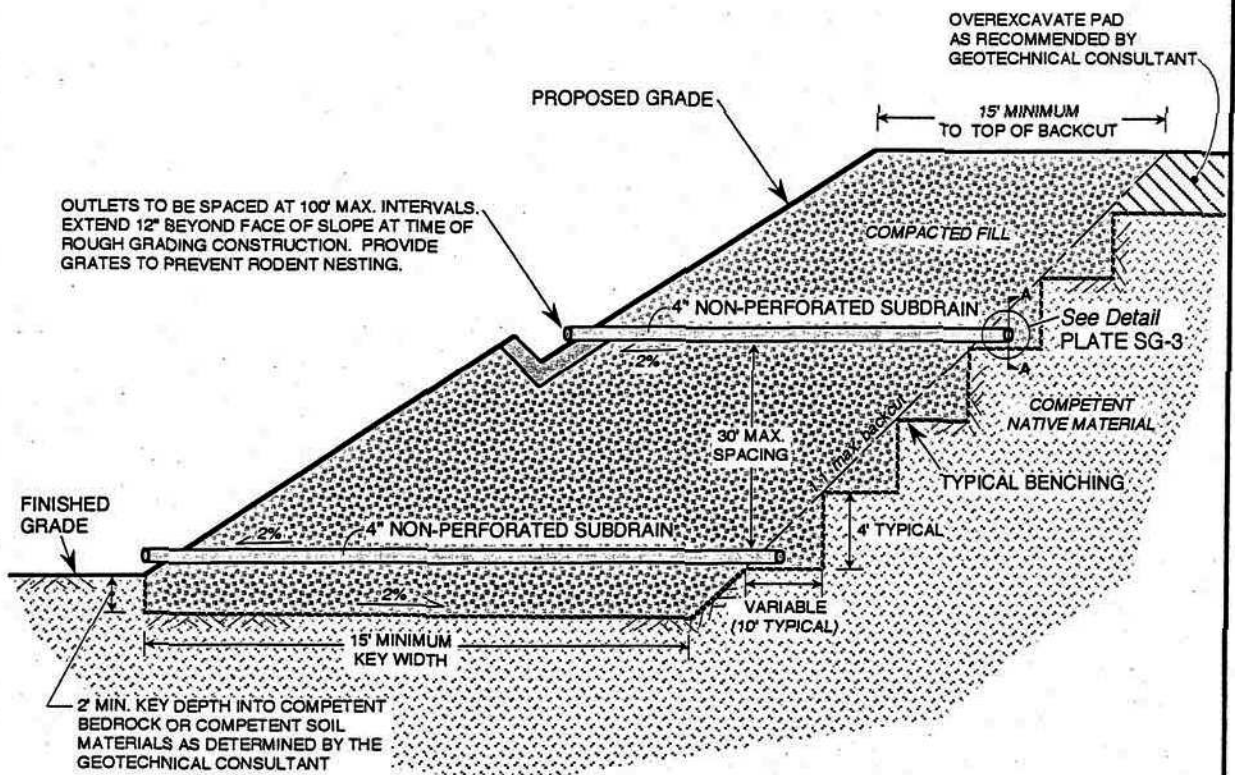 OVEREXCAVATE PAD
AS RECOMMENDED BY
GEOTECHNICAL CONSULTANT
PROPOSED GRADE
15' MINIMUM
TO TOP OF BACKCUT
OUTLETS TO BE SPACED AT 100' MAX. INTERVALS.
EXTEND 12" BEYOND FACE OF SLOPE AT TIME OF
ROUGH GRADING CONSTRUCTION. PROVIDE
GRATES TO PREVENT RODENT NESTING.
COMPACTED FILL
4" NON-PERFORATED SUBDRAIN
2%
A
A
See Detail
PLATE SG-3
30' MAX.
SPACING
max. backcut
COMPETENT
NATIVE MATERIAL
TYPICAL BENCHING
4' TYPICAL
FINISHED
GRADE
2%
4" NON-PERFORATED SUBDRAIN
2%
VARIABLE
(10' TYPICAL)
15' MINIMUM
KEY WIDTH
2' MIN. KEY DEPTH INTO COMPETENT
BEDROCK OR COMPETENT SOIL
MATERIALS AS DETERMINED BY THE
GEOTECHNICAL CONSULTANT